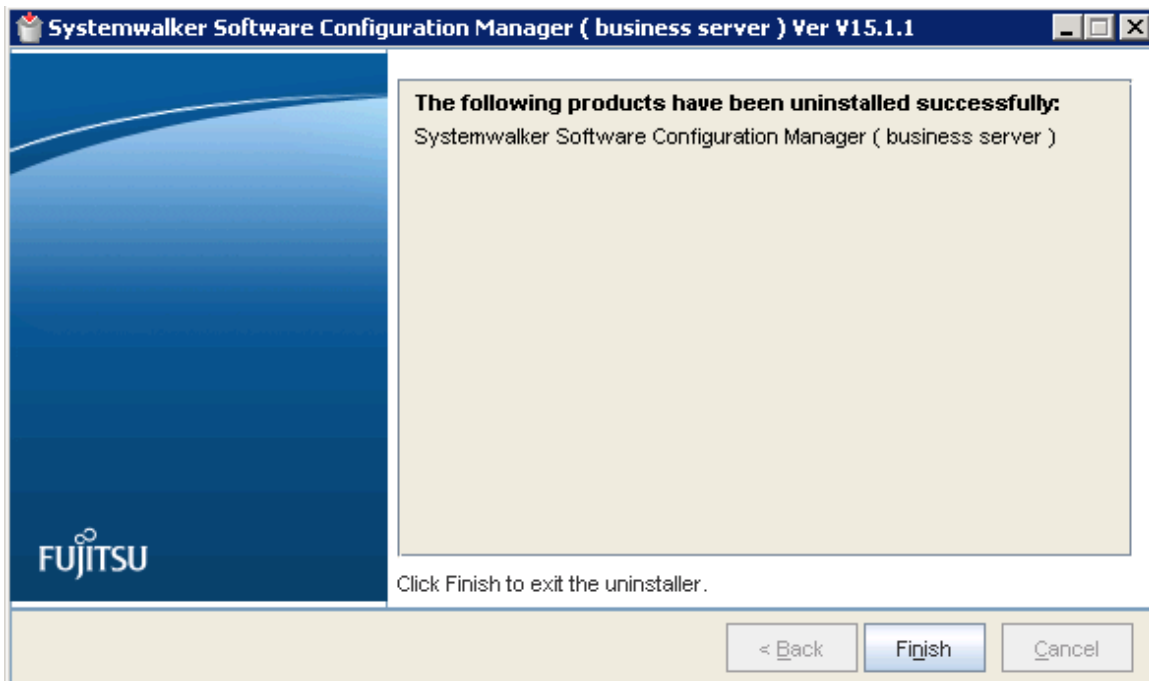 Systemwalker Software Configuration Manager ( business server ) Ver V15.1.1
The following products have been uninstalled successfully:
Systemwalker Software Configuration Manager ( business server )
FUJITSU
Click Finish to exit the uninstaller.
< Back
Finish
Cancel